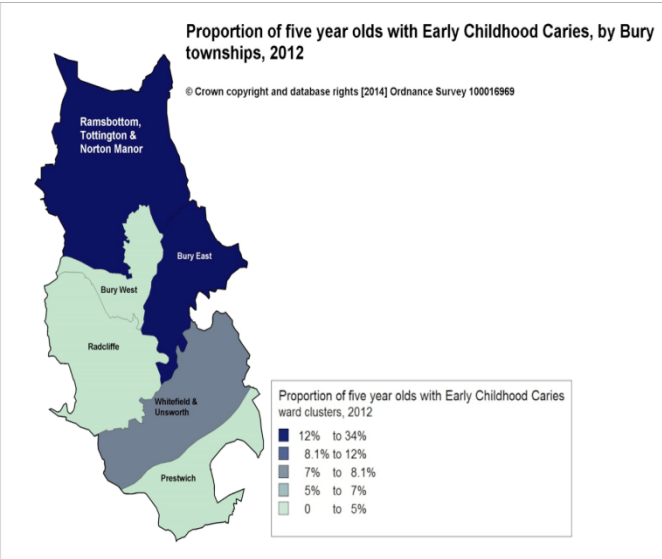 Proportion of five year olds with Early Childhood Caries, by Bury
townships, 2012
© Crown copyright and database rights [2014] Ordnance Survey 100016969
Ramsbottom,
Tottington &
Norton Manor
Bury East
Bury West
Radcliffe
Whitefield &
Unsworth
Prestwich
Proportion of five year olds with Early Childhood Caries
ward clusters, 2012
12% to 34%
8.1% to 12%
7% to 8.1%
5% to 7%
0 to 5%